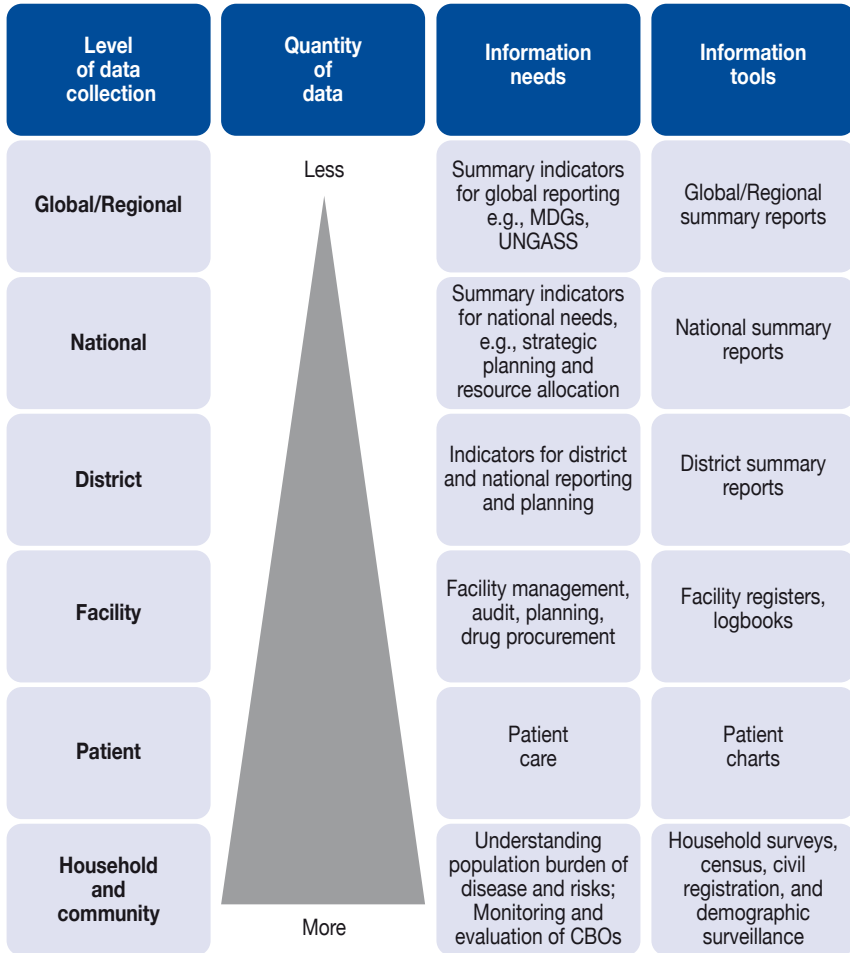 Level
of data
collection
Quantity
of
data
Information
needs
Information
tools
Global/Regional
Less
Summary indicators
for global reporting
e.g., MDGs,
UNGASS
Global/Regional
summary reports
National
Summary indicators
for national needs,
e.g., strategic
planning and
resource allocation
National summary
reports
District
Indicators for district
and national reporting
and planning
District summary
reports
Facility
Facility management,
audit, planning,
drug procurement
Facility registers,
logbooks
Patient
Patient
care
Patient
charts
Household
and
community
More
Understanding
population burden of
disease and risks;
Monitoring and
evaluation of CBOs
Household surveys,
census, civil
registration, and
demographic
surveillance